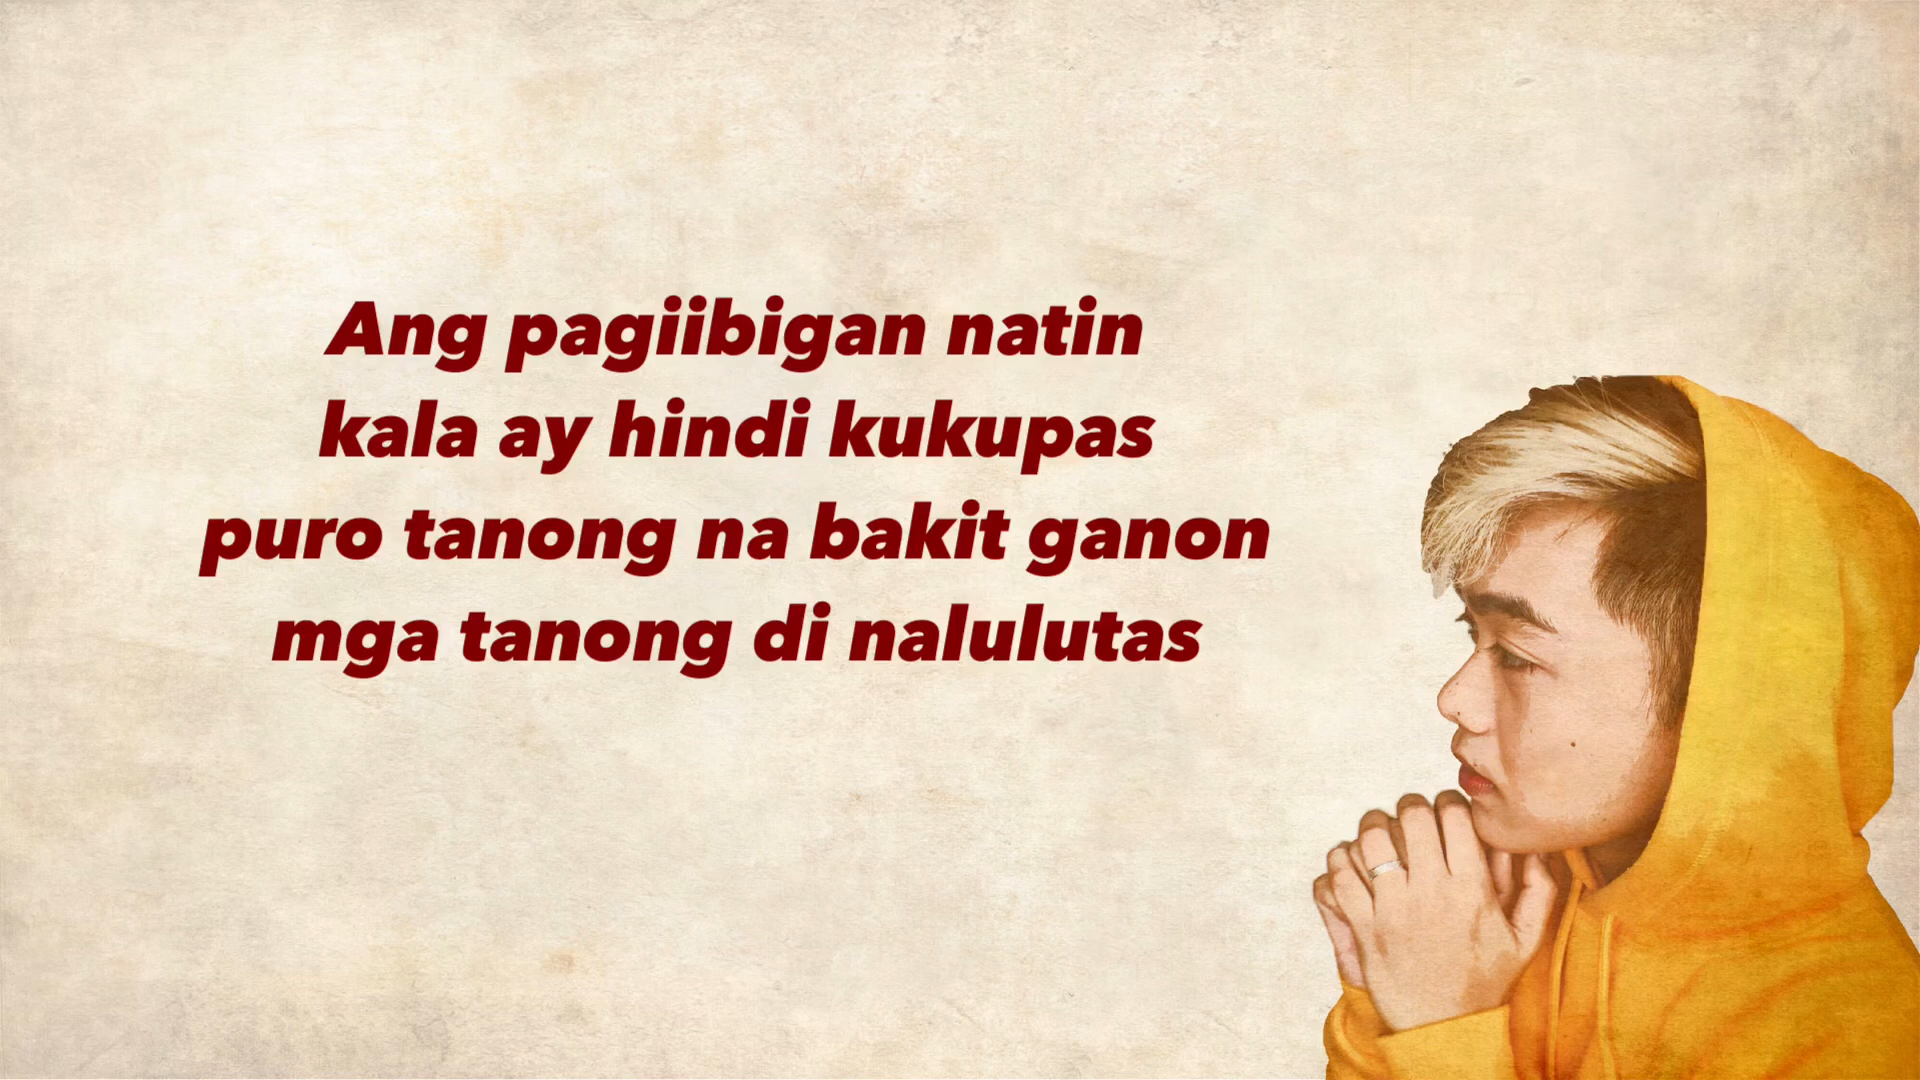 Ang pagiibigan natin
kala ay hindi kukupas
puro tanong na bakit ganon
mga tanong di nalulutas